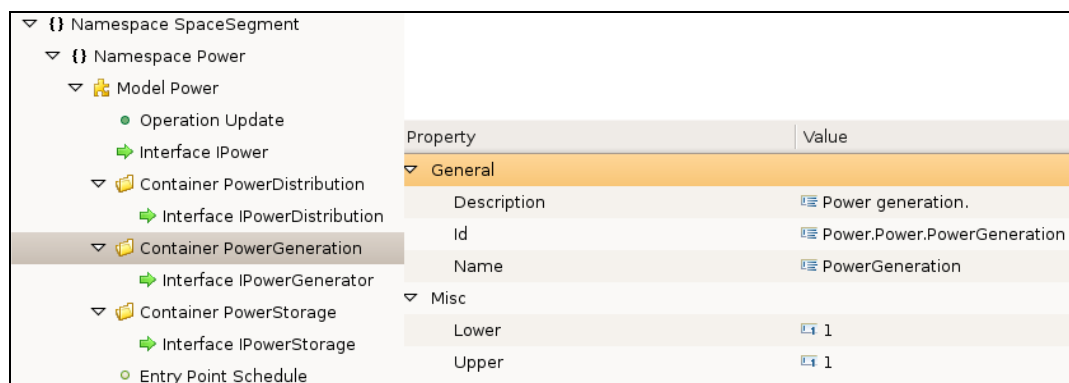 {} Namespace SpaceSegment
{} Namespace Power
Model Power
Operation Update
Interface IPower
Container PowerDistribution
Interface IPowerDistribution
Container PowerGeneration
Interface IPowerGenerator
Container PowerStorage
Interface IPowerStorage
Entry Point Schedule
Property Value
General
Description Power generation.
Id Power.Power.PowerGeneration
Name PowerGeneration
Misc
Lower 1
Upper 1